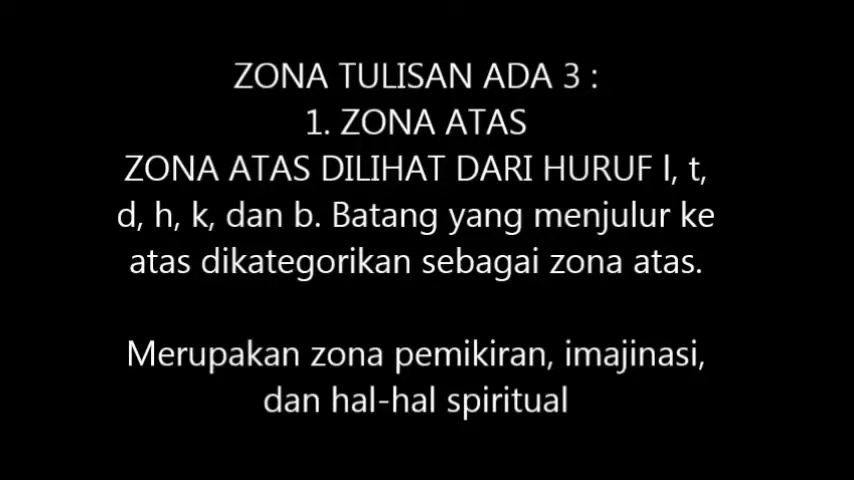 ZONA TULISAN ADA 3 :
1. ZONA ATAS
ZONA ATAS DILIHAT DARI HURUF l, t,
d, h, k, dan b. Batang yang menjulur ke
atas dikategorikan sebagai zona atas.
Merupakan zona pemikiran, imajinasi,
dan hal-hal spiritual